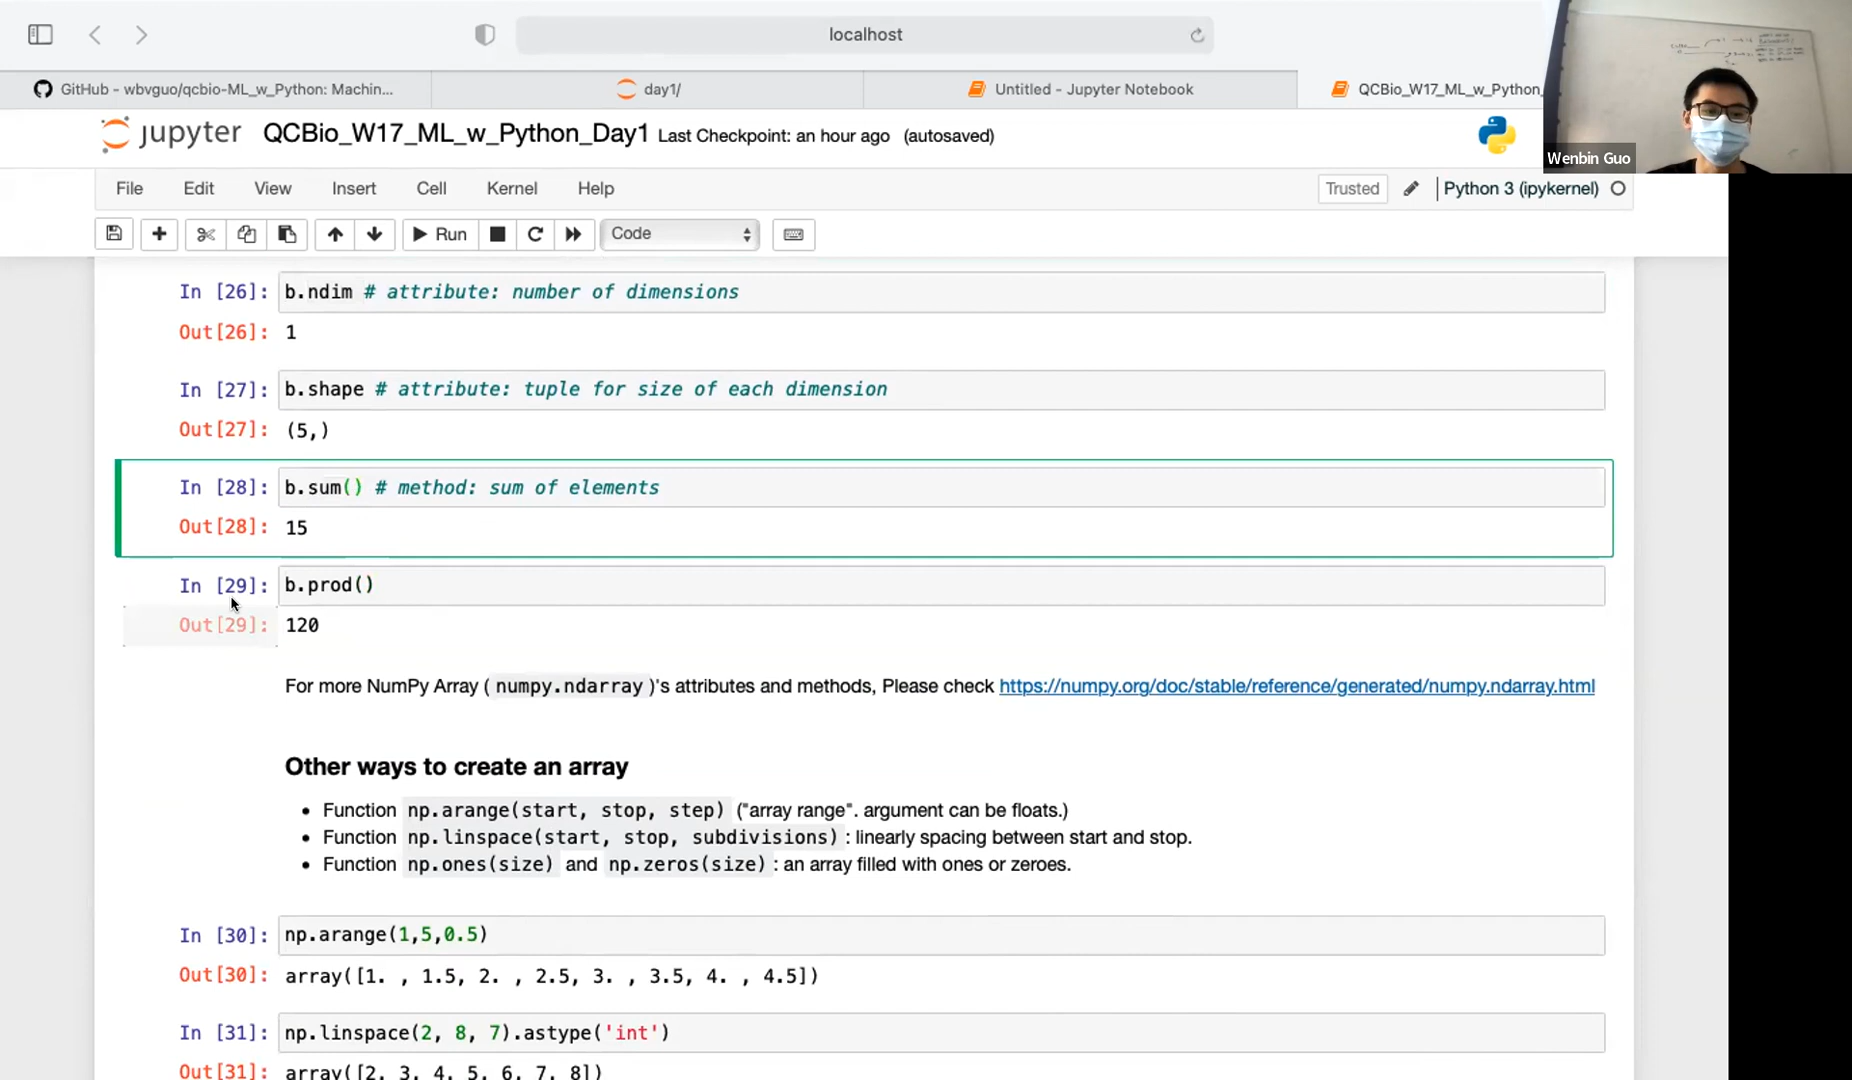 localhost
GitHub - wbvguo/qcbio-ML_w_Python: Machin...
day1/
Untitled - Jupyter Notebook
QCBio_W17_ML_w_Python_
Wenbin Guo
jupyter QCBio_W17_ML_w_Python_Day1 Last Checkpoint: an hour ago (autosaved)
File Edit View Insert Cell Kernel Help Trusted Python 3 (ipykernel)
Run Code
In [26]: b.ndim # attribute: number of dimensions
Out[26]: 1
In [27]: b.shape # attribute: tuple for size of each dimension
Out[27]: (5,)
In [28]: b.sum() # method: sum of elements
Out[28]: 15
In [29]: b.prod()
Out[29]: 120
For more NumPy Array ( numpy.ndarray )'s attributes and methods, Please check https://numpy.org/doc/stable/reference/generated/numpy.ndarray.html
Other ways to create an array
• Function np.arange(start, stop, step) ("array range". argument can be floats.)
• Function np.linspace(start, stop, subdivisions) : linearly spacing between start and stop.
• Function np.ones(size) and np.zeros(size) : an array filled with ones or zeroes.
In [30]: np.arange(1,5,0.5)
Out[30]: array([1. , 1.5, 2. , 2.5, 3. , 3.5, 4. , 4.5])
In [31]: np.linspace(2, 8, 7).astype('int')
Out[31]: array([2, 3, 4, 5, 6, 7, 8])